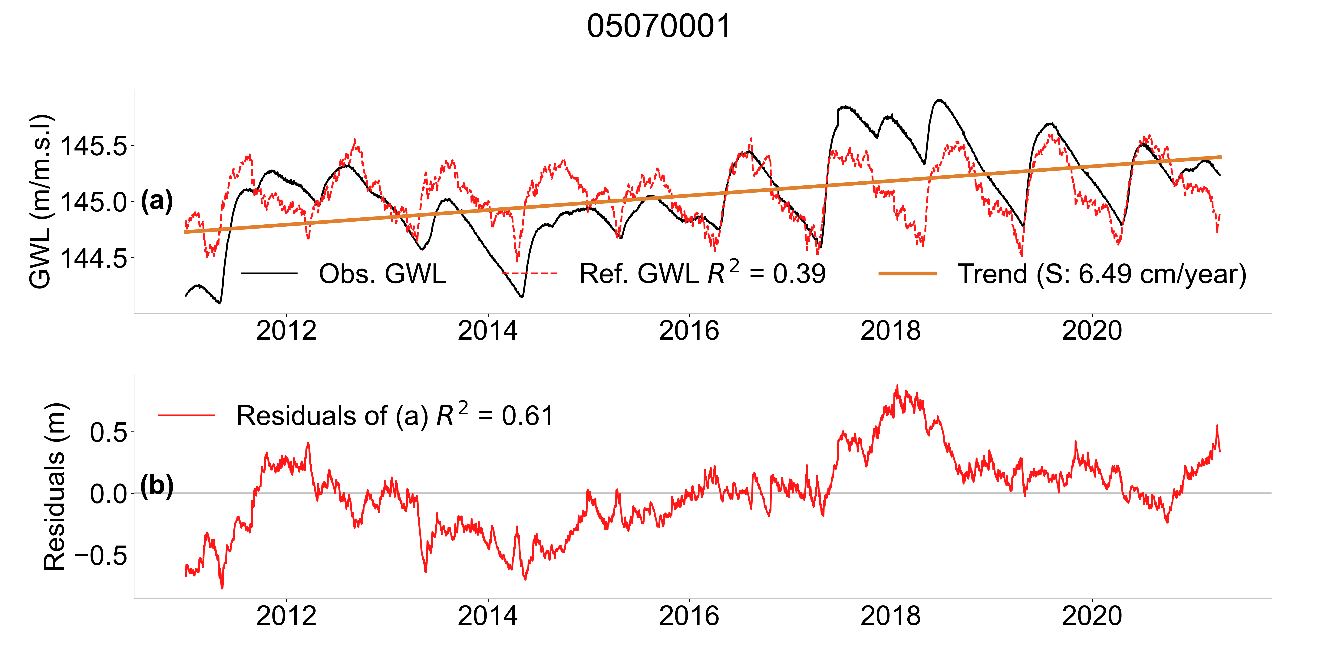 05070001
GWL (m/m.s.l)
145.5
145.0
144.5
(a)
Obs. GWL
Ref. GWL R² = 0.39
Trend (S: 6.49 cm/year)
2012 2014 2016 2018 2020
Residuals (m)
0.5
0.0
−0.5
(b)
Residuals of (a) R² = 0.61
2012 2014 2016 2018 2020